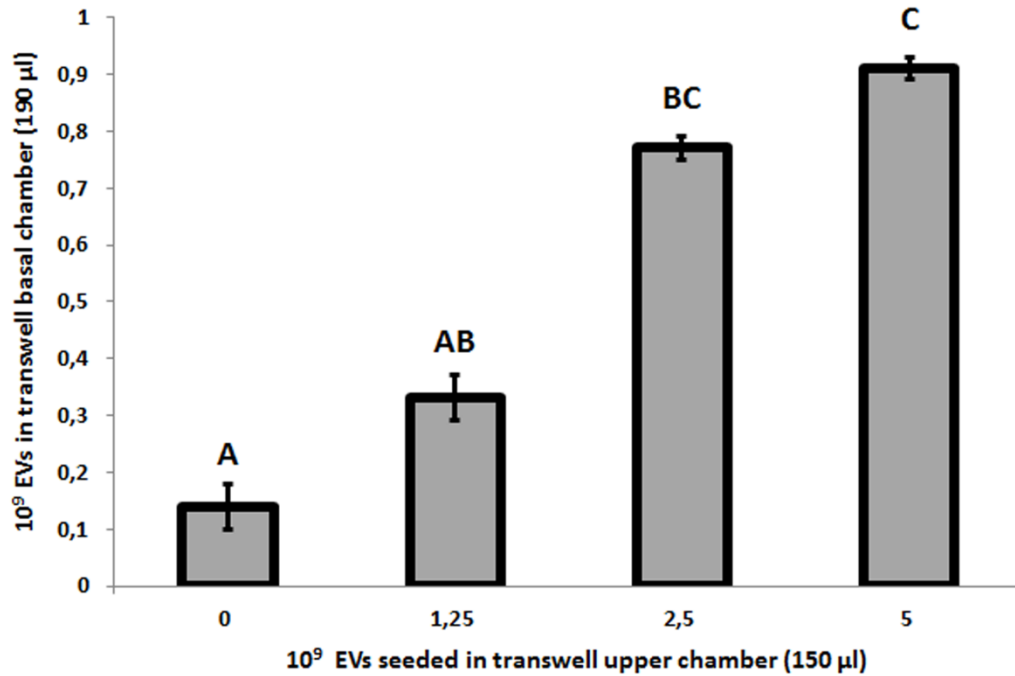 10⁹ EVs in transwell basal chamber (190 µl)
1
0,9
0,8
0,7
0,6
0,5
0,4
0,3
0,2
0,1
0
A
AB
BC
C
0 1,25 2,5 5
10⁹ EVs seeded in transwell upper chamber (150 µl)